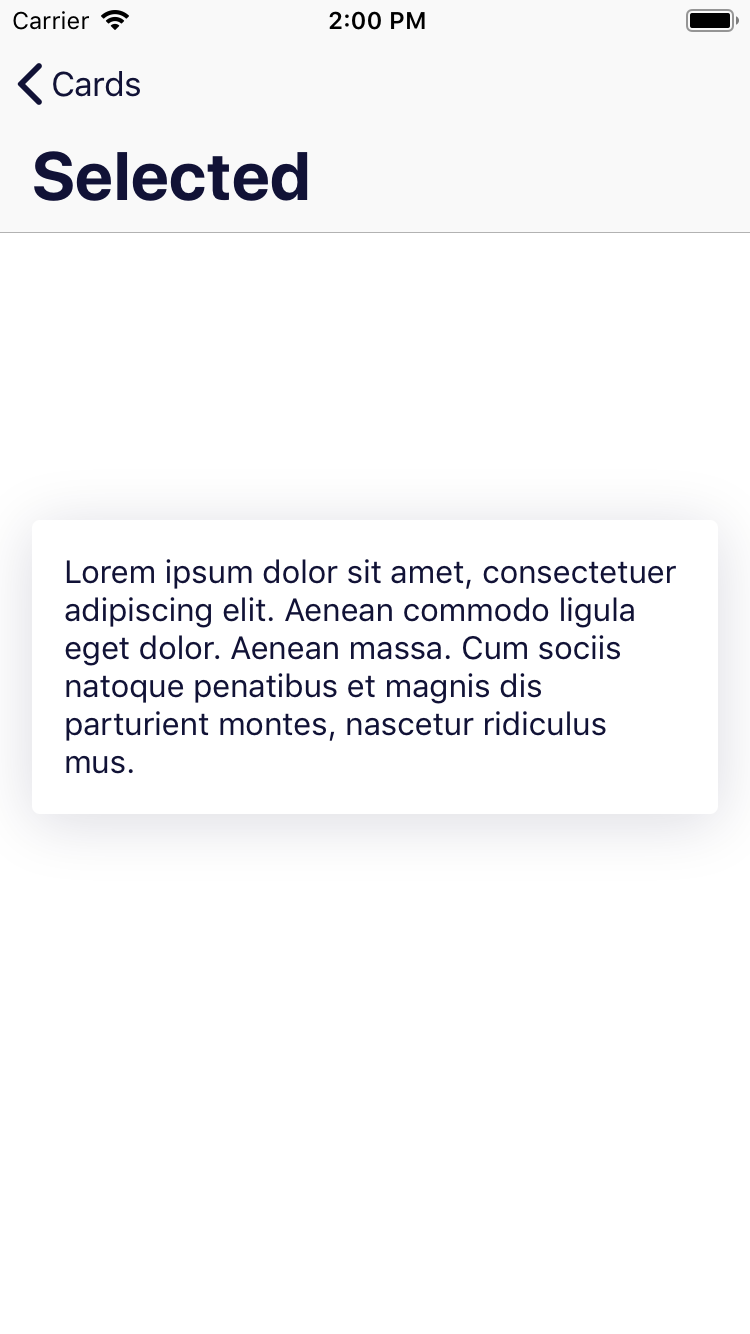 Carrier 2:00 PM
Cards
Selected
Lorem ipsum dolor sit amet, consectetuer
adipiscing elit. Aenean commodo ligula
eget dolor. Aenean massa. Cum sociis
natoque penatibus et magnis dis
parturient montes, nascetur ridiculus
mus.